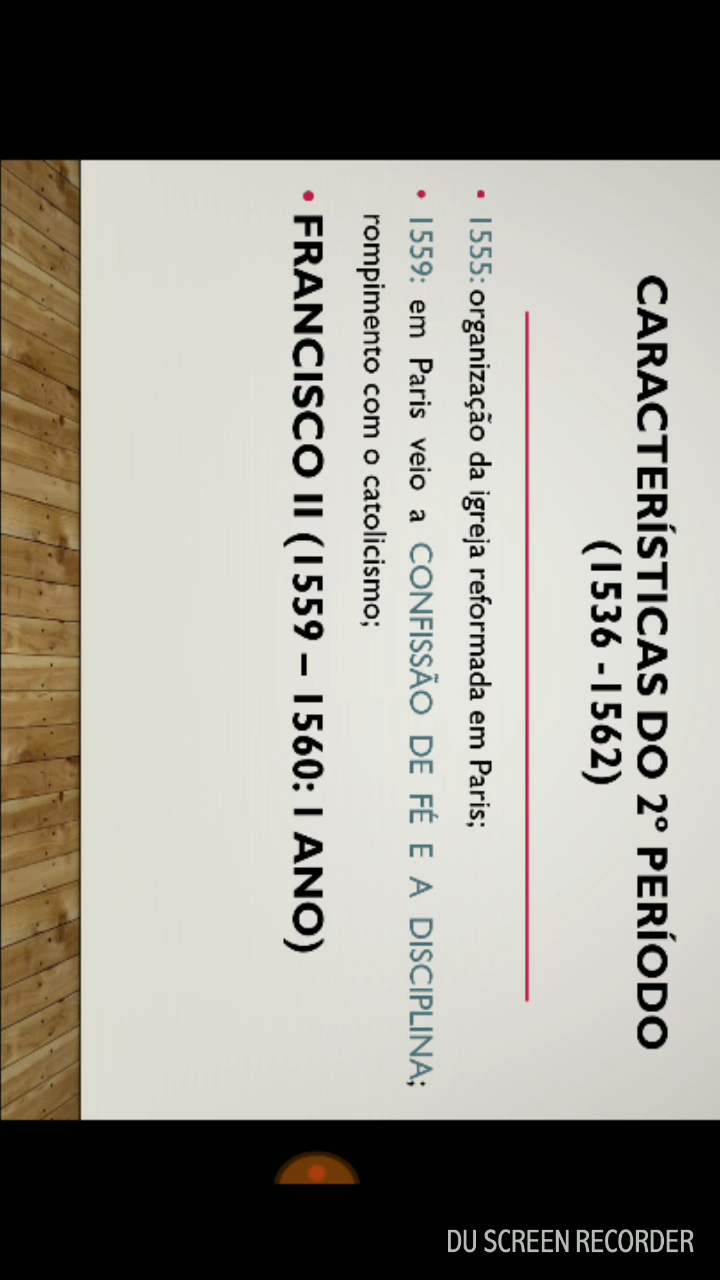 CARACTERÍSTICAS DO 2º PERÍODO
(1536 - 1562)
• 1555: organização da igreja reformada em Paris;
• 1559: em Paris veio a CONFISSÃO DE FÉ E A DISCIPLINA;
rompimento com o catolicismo;
• FRANCISCO II (1559 – 1560: 1 ANO)
DU SCREEN RECORDER